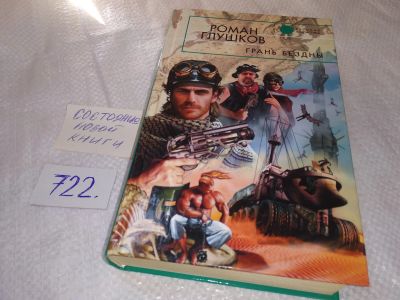 РОМАН
ГЛУШКОВ
ГРАНЬ БЕЗДНЫ
СОСТОЯНИЕ
НОВОЙ
КНИГИ
722.